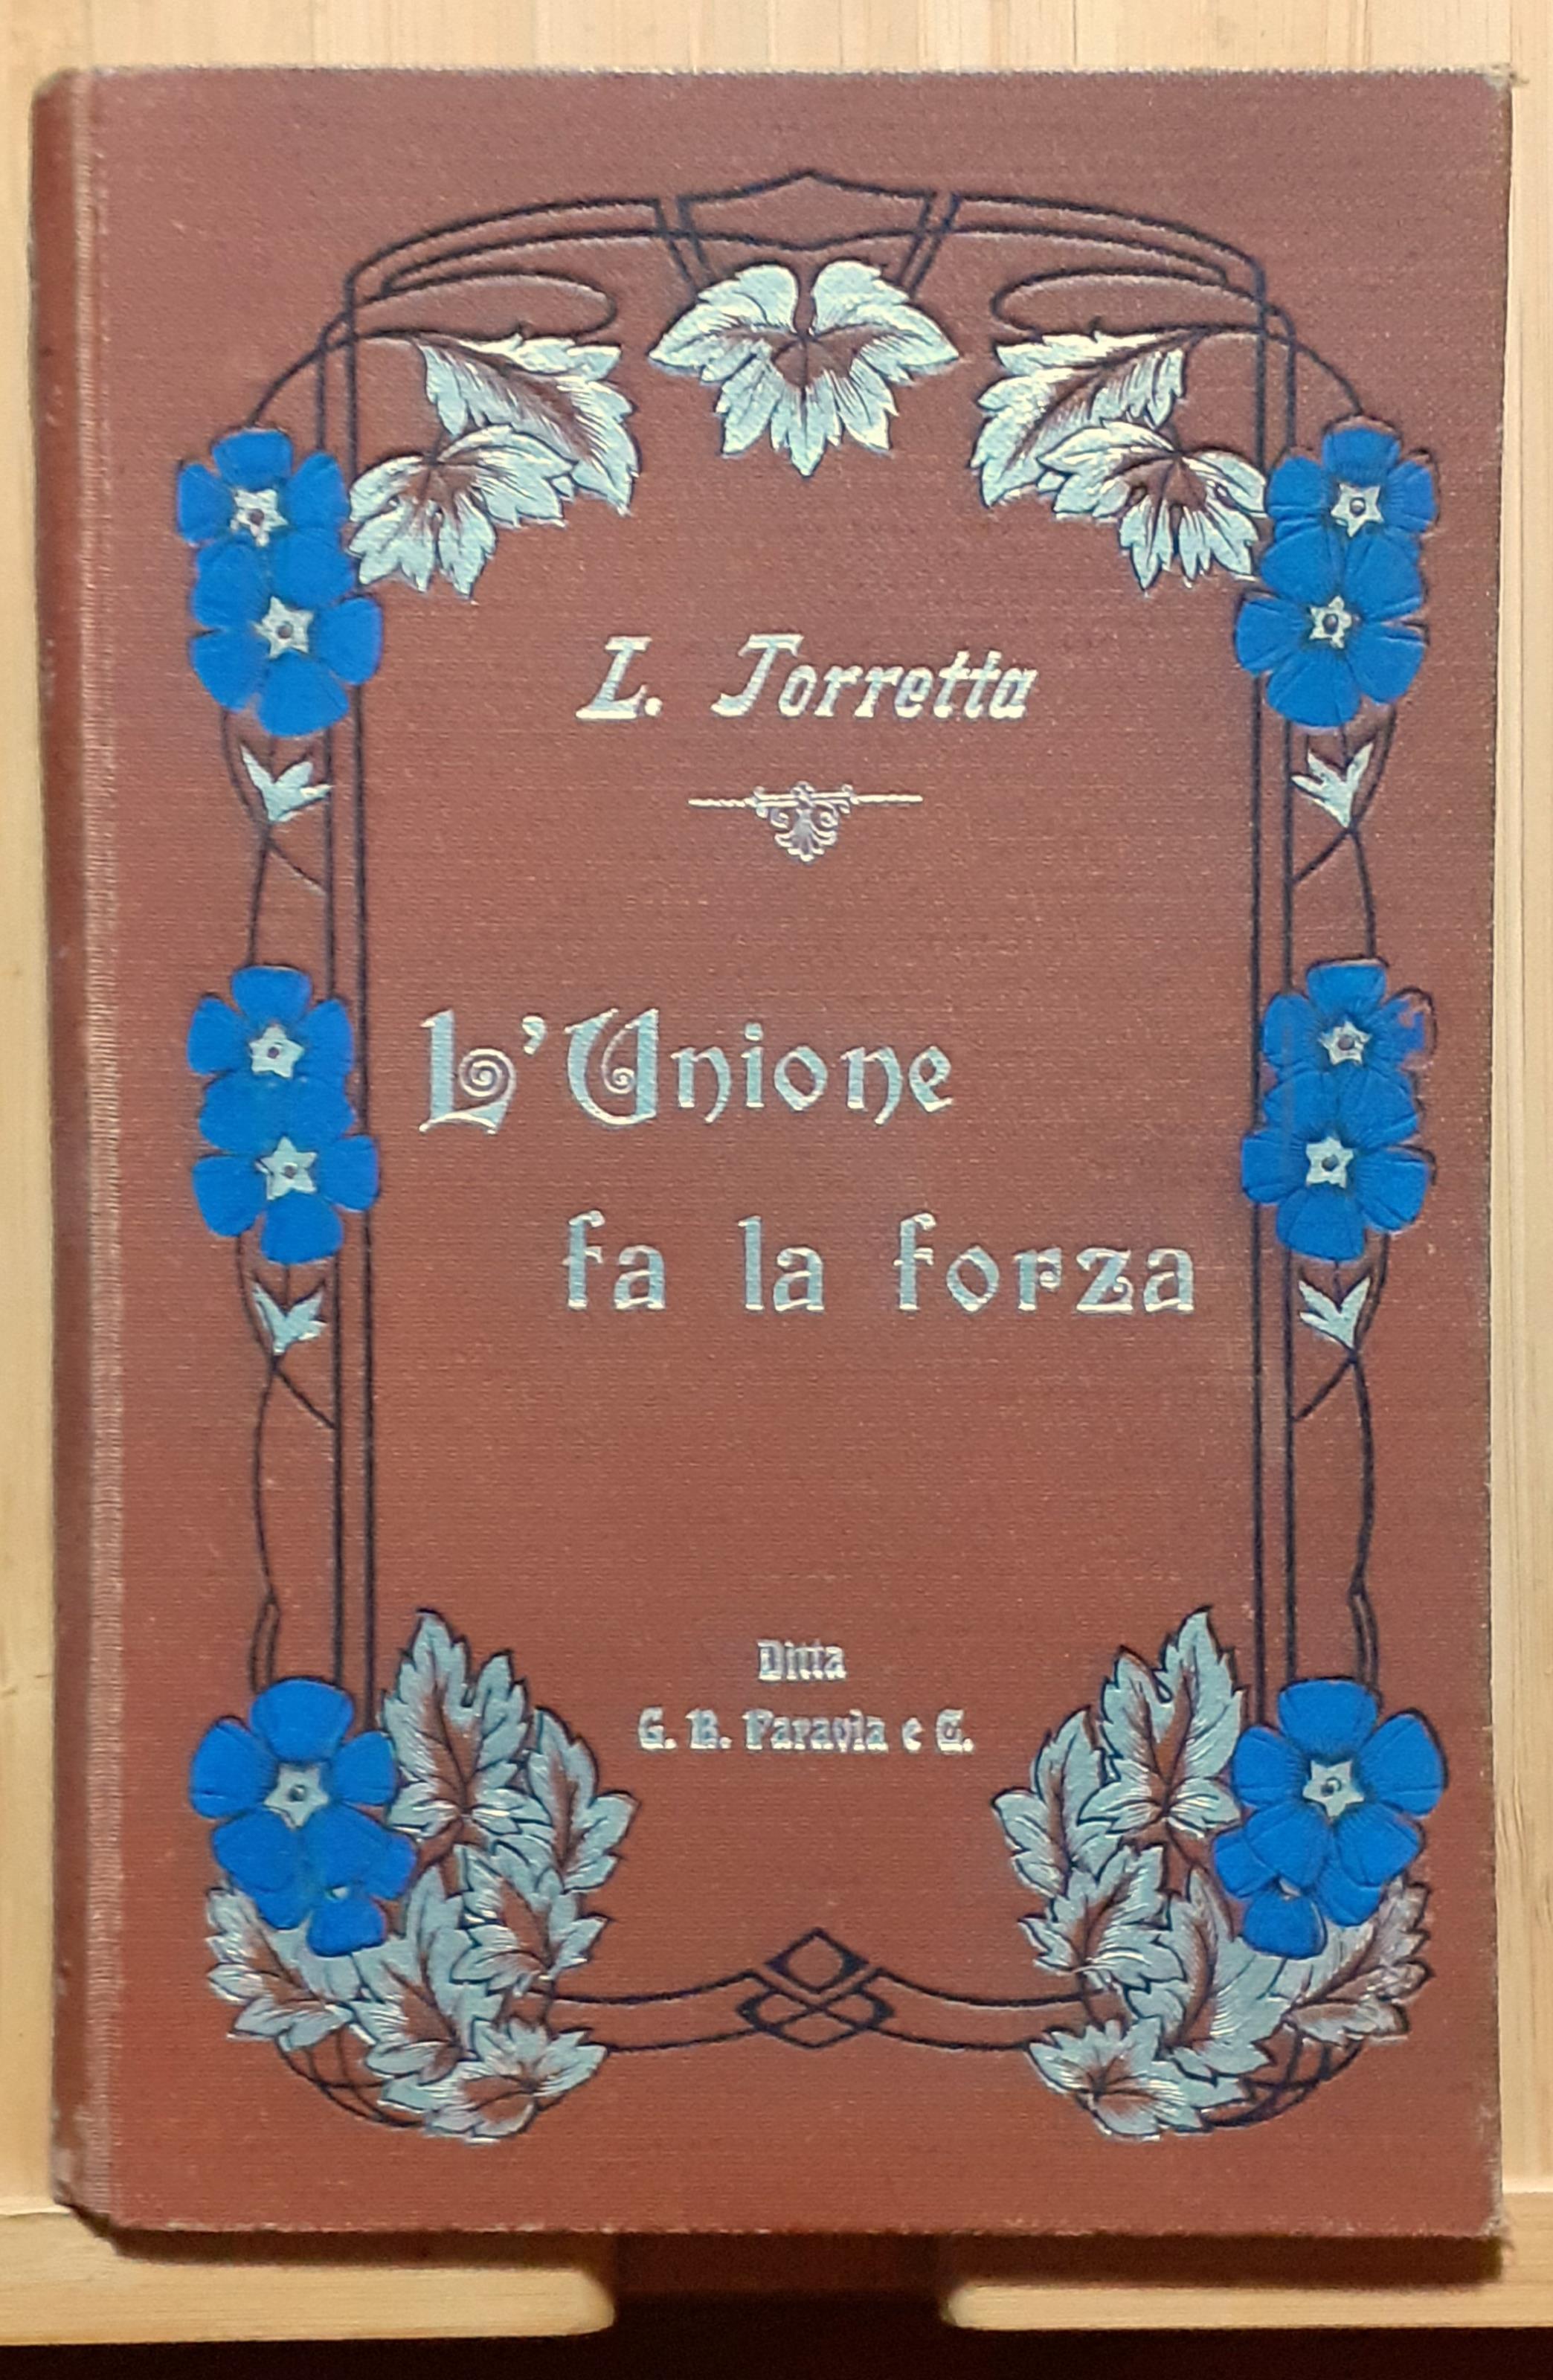 L. Torretta
L'Unione
fa la forza
Ditta
G. B. Paravia e C.